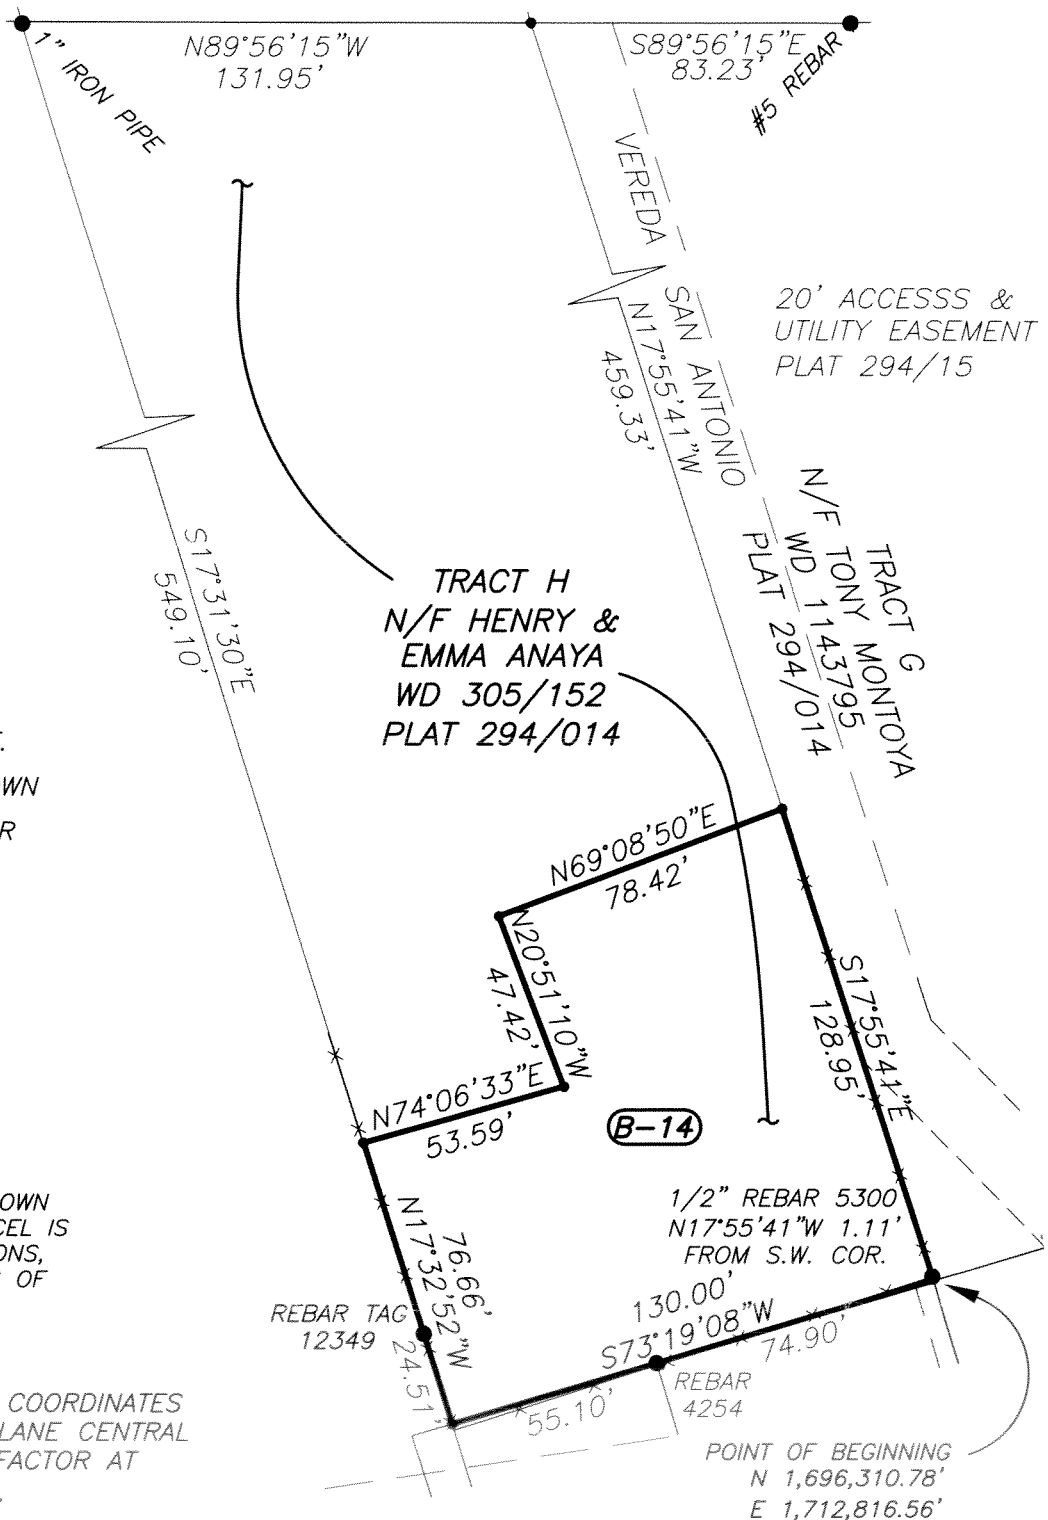 N89°56'15"W
131.95'
S89°56'15"E
83.23'
1" IRON PIPE
#5 REBAR
VEREDA SAN ANTONIO
N17°55'41"W
459.33'
20' ACCESSS &
UTILITY EASEMENT
PLAT 294/15
TRACT G
N/F TONY MONTOYA
WD 1143795
PLAT 294/014
S17°31'30"E
549.10'
TRACT H
N/F HENRY &
EMMA ANAYA
WD 305/152
PLAT 294/014
N69°08'50"E
78.42'
N20°51'10"W
47.42'
S17°55'41"E
128.95'
N74°06'33"E
53.59'
B-14
N17°32'52"W
76.66'
24.51'
REBAR TAG
12349
1/2" REBAR 5300
N17°55'41"W 1.11'
FROM S.W. COR.
130.00'
S73°19'08"W
74.90'
55.10'
REBAR
4254
POINT OF BEGINNING
N 1,696,310.78'
E 1,712,816.56'
OWN
R
OWN
CEL IS
ONS,
OF
COORDINATES
LANE CENTRAL
FACTOR AT